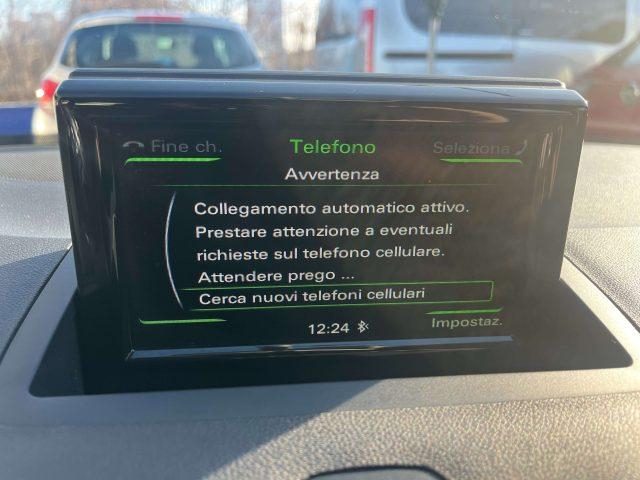 Fine ch.
Telefono
Seleziona
Avvertenza
Collegamento automatico attivo.
Prestare attenzione a eventuali
richieste sul telefono cellulare.
Attendere prego ...
Cerca nuovi telefoni cellulari
12:24
Impostaz.